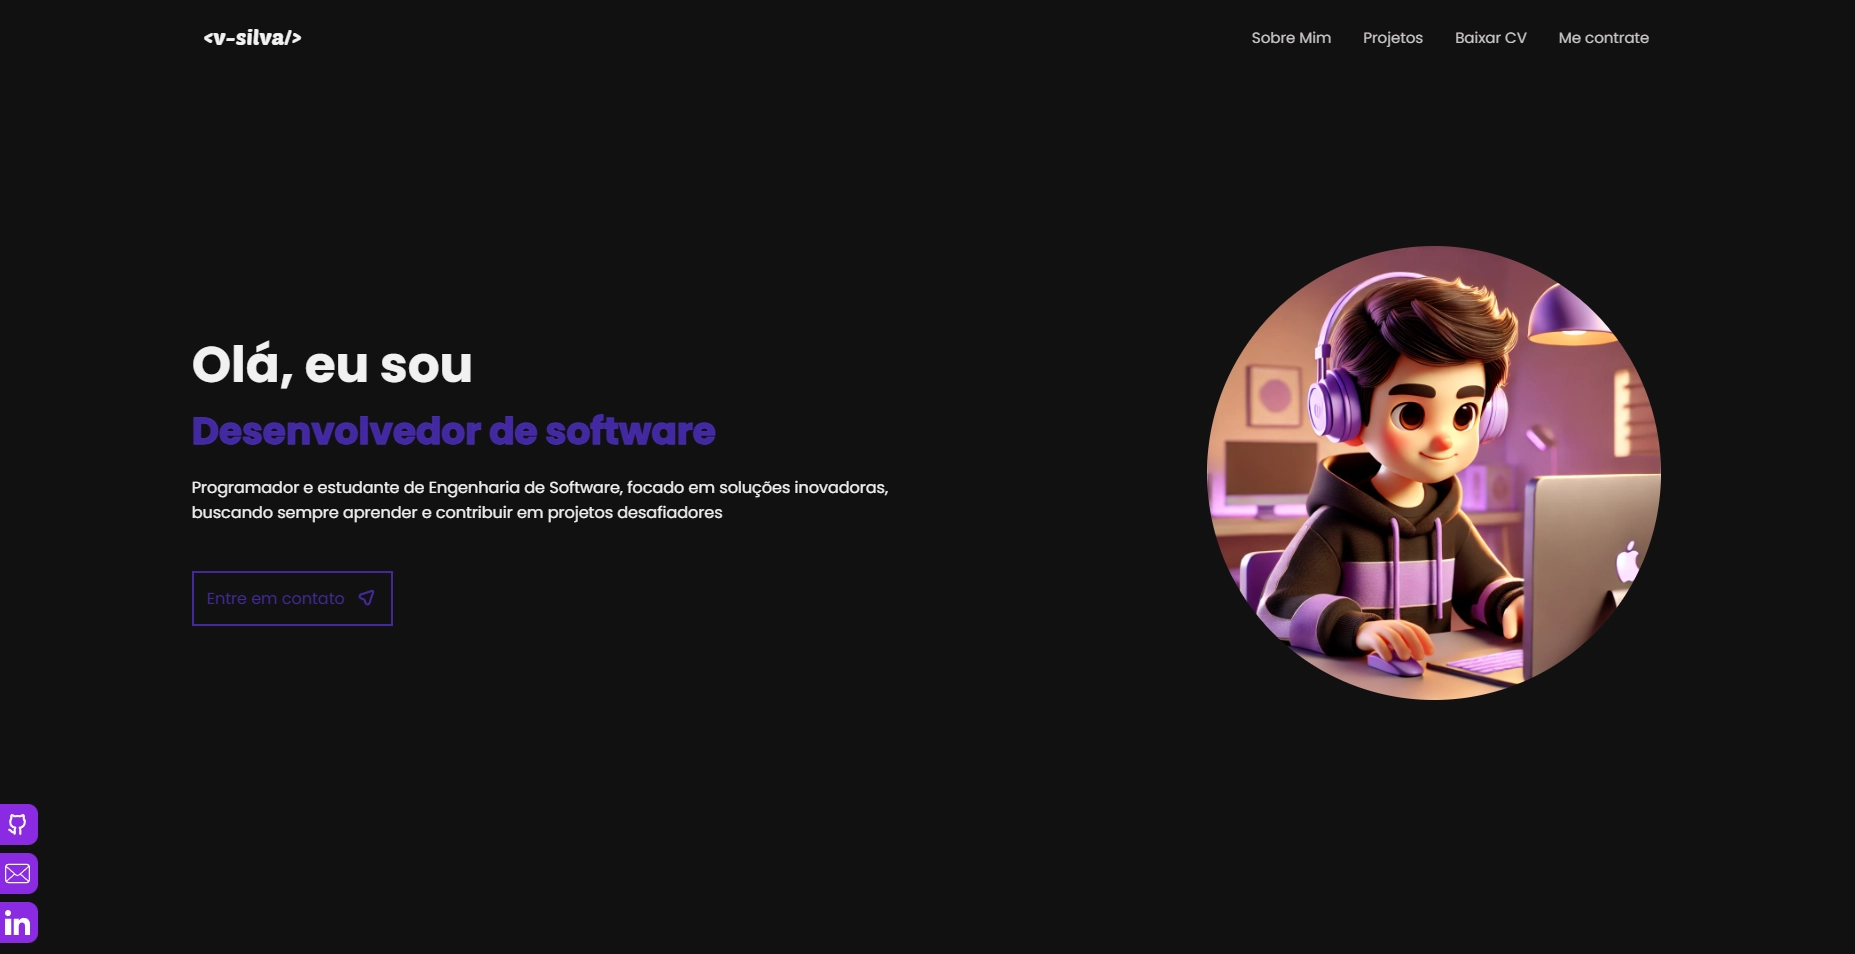 <v-silva/>
Sobre Mim
Projetos
Baixar CV
Me contrate
Olá, eu sou
Desenvolvedor de software
Programador e estudante de Engenharia de Software, focado em soluções inovadoras,
buscando sempre aprender e contribuir em projetos desafiadores
Entre em contato
in